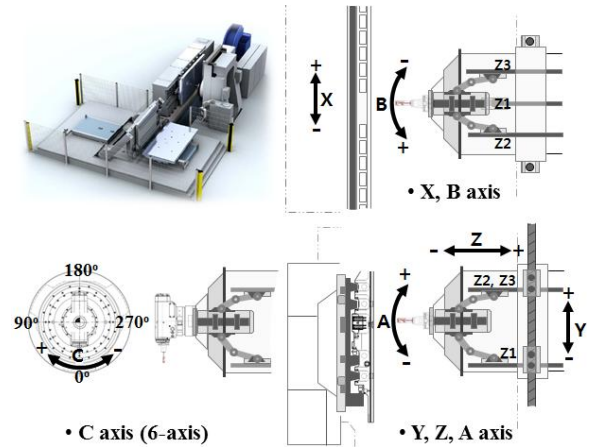 +
X
-
-
B
+
Z3
Z1
Z2
• X, B axis
180°
90°
270°
+
C
-
0°
• C axis (6-axis)
-
Z
+
+
A
-
Z2, Z3
Z1
+
Y
-
• Y, Z, A axis